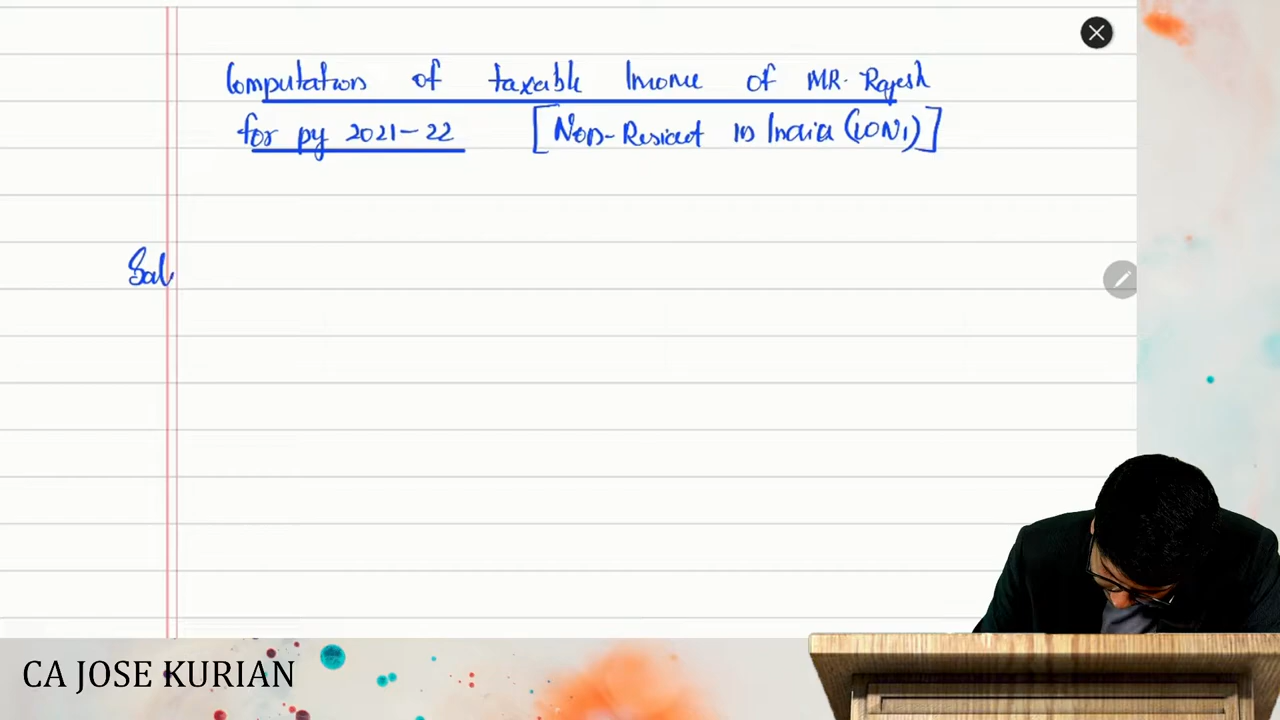 Computation of taxable Income of MR. Rajesh
for py 2021-22 [Non-Resident in India (WN1)]
Sal
CA JOSE KURIAN